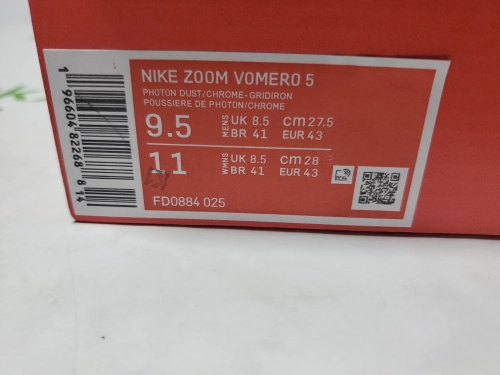 NIKE ZOOM VOMERO 5
PHOTON DUST/CHROME-GRIDIRON
POUSSIERE DE PHOTON/CHROME
9.5 MENS UK 8.5 CM 27.5
BR 41 EUR 43
11 WMNS UK 8.5 CM 28
BR 41 EUR 43
FD0884 025
1 96604 82268 8 14